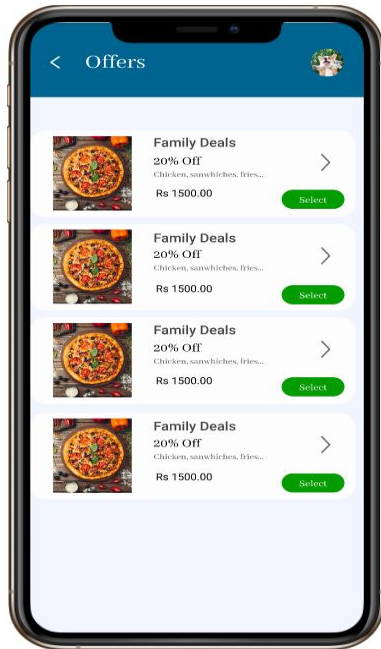 Offers
Family Deals
20% Off
Chicken, sanwhiches, fries...
Rs 1500.00
Select
Family Deals
20% Off
Chicken, sanwhiches, fries...
Rs 1500.00
Select
Family Deals
20% Off
Chicken, sanwhiches, fries...
Rs 1500.00
Select
Family Deals
20% Off
Chicken, sanwhiches, fries...
Rs 1500.00
Select